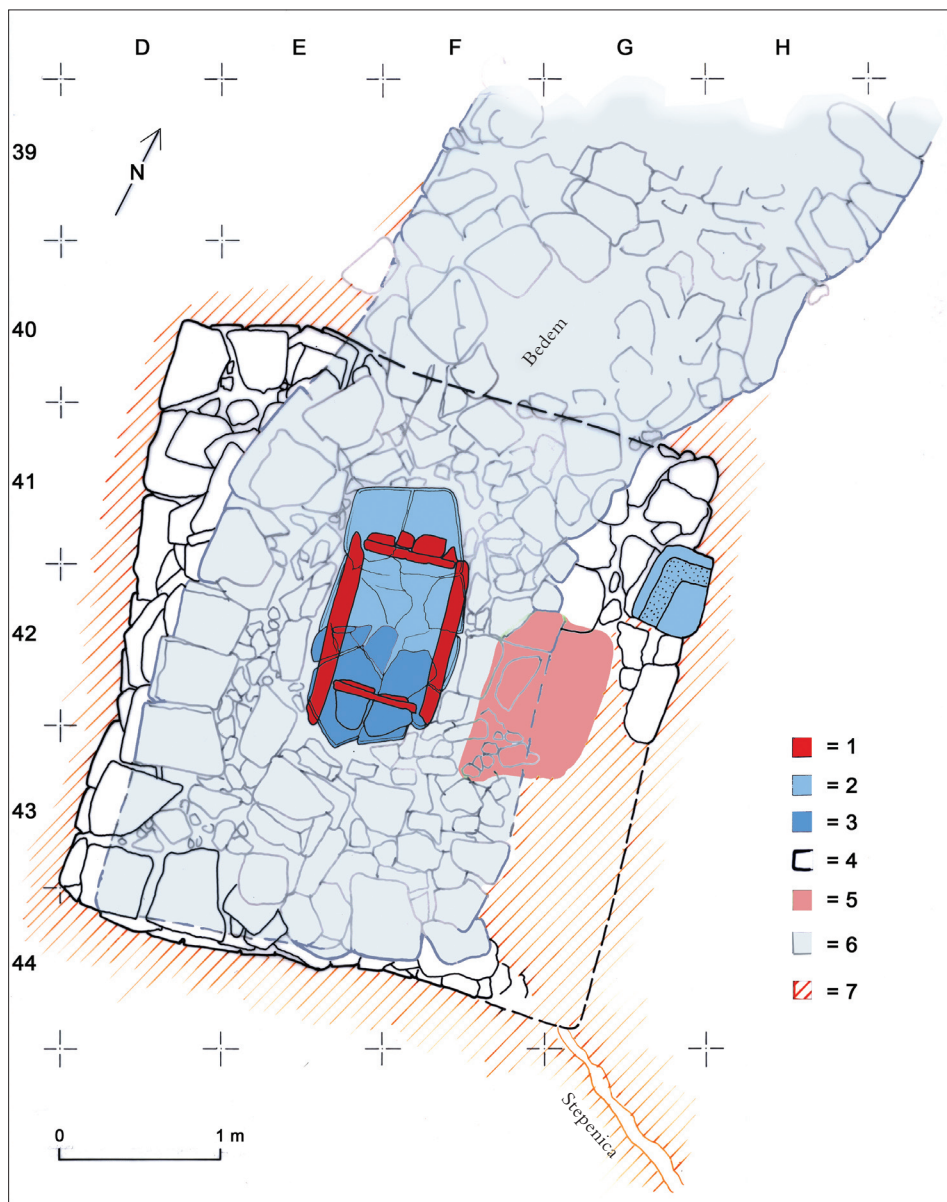 D E F G H
39
N
40
Bedem
41
42
43
44
= 1
= 2
= 3
= 4
= 5
= 6
= 7
0 1 m
Stepenica